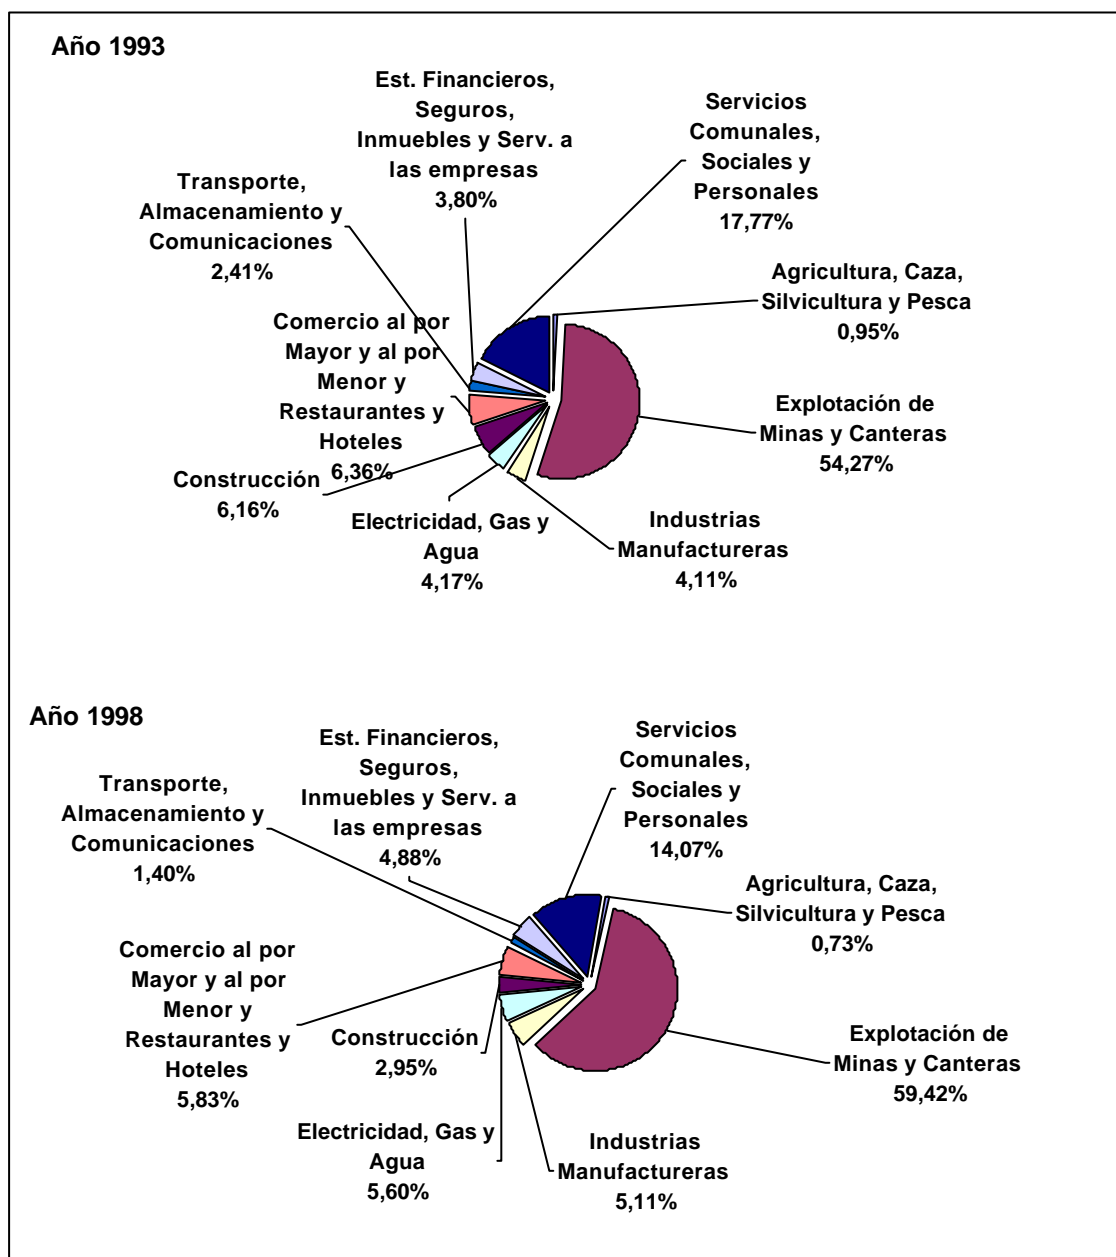 Año 1993
Est. Financieros,
Seguros,
Inmuebles y Serv. a
las empresas
3,80%
Servicios
Comunales,
Sociales y
Personales
17,77%
Transporte,
Almacenamiento y
Comunicaciones
2,41%
Agricultura, Caza,
Silvicultura y Pesca
0,95%
Comercio al por
Mayor y al por
Menor y
Restaurantes y
Hoteles
6,36%
Explotación de
Minas y Canteras
54,27%
Construcción
6,16%
Electricidad, Gas y
Agua
4,17%
Industrias
Manufactureras
4,11%
Año 1998
Est. Financieros,
Seguros,
Inmuebles y Serv. a
las empresas
4,88%
Servicios
Comunales,
Sociales y
Personales
14,07%
Transporte,
Almacenamiento y
Comunicaciones
1,40%
Agricultura, Caza,
Silvicultura y Pesca
0,73%
Comercio al por
Mayor y al por
Menor y
Restaurantes y
Hoteles
5,83%
Construcción
2,95%
Explotación de
Minas y Canteras
59,42%
Electricidad, Gas y
Agua
5,60%
Industrias
Manufactureras
5,11%